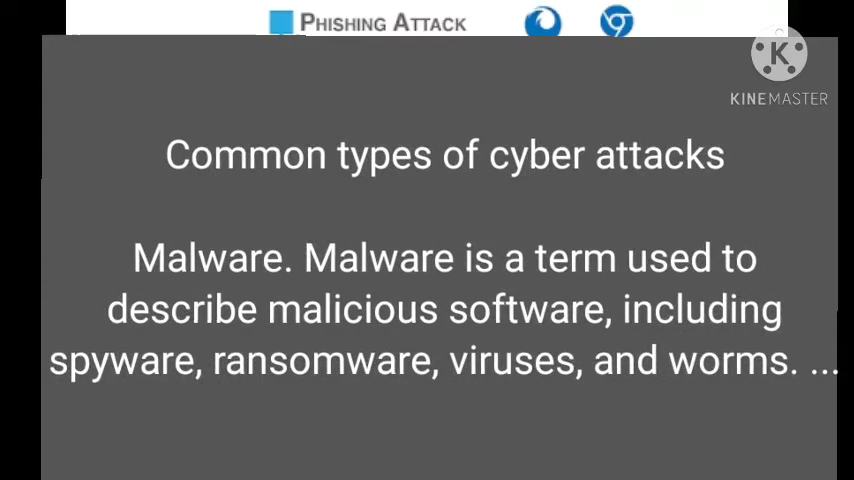 PHISHING ATTACK
K
KINEMASTER
Common types of cyber attacks
Malware. Malware is a term used to
describe malicious software, including
spyware, ransomware, viruses, and worms. ...